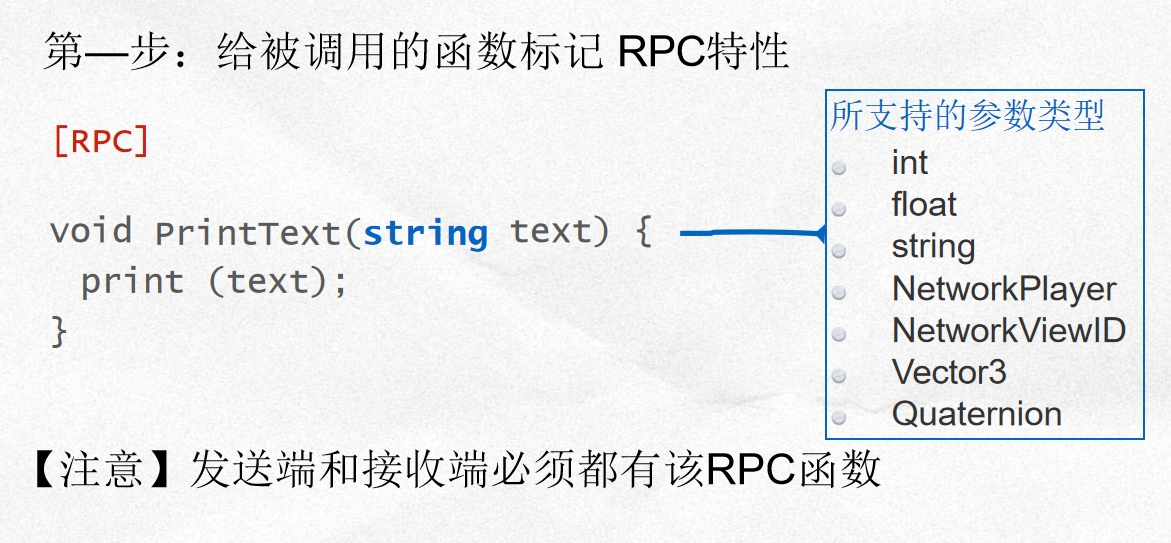 第一步：给被调用的函数标记 RPC特性
[RPC]
void PrintText(string text) {
print (text);
}
所支持的参数类型
int
float
string
NetworkPlayer
NetworkViewID
Vector3
Quaternion
【注意】发送端和接收端必须都有该RPC函数